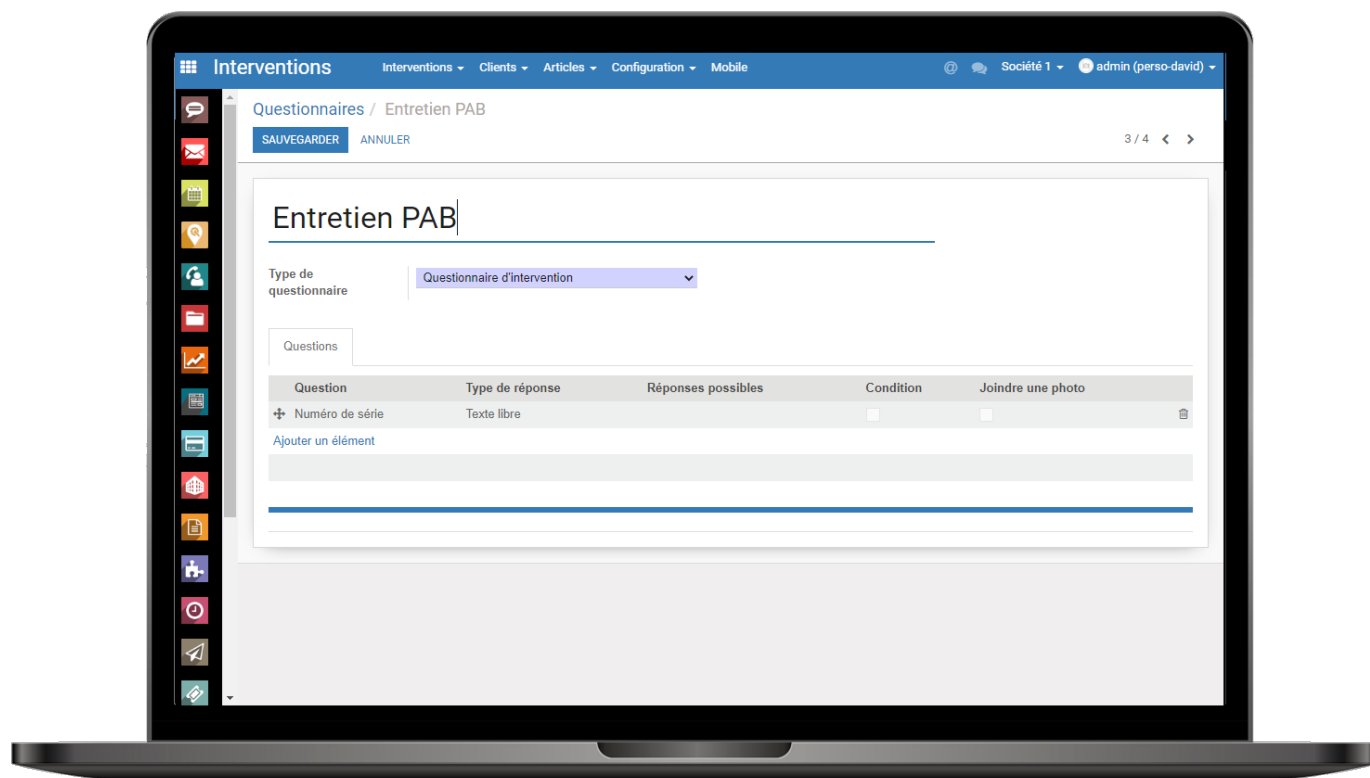 Interventions Interventions Clients Articles Configuration Mobile @ Société 1 admin (perso-david)
Questionnaires / Entretien PAB
SAUVEGARDER ANNULER 3 / 4
Entretien PAB
Type de
questionnaire
Questionnaire d'intervention
Questions
Question Type de réponse Réponses possibles Condition Joindre une photo
Numéro de série Texte libre
Ajouter un élément